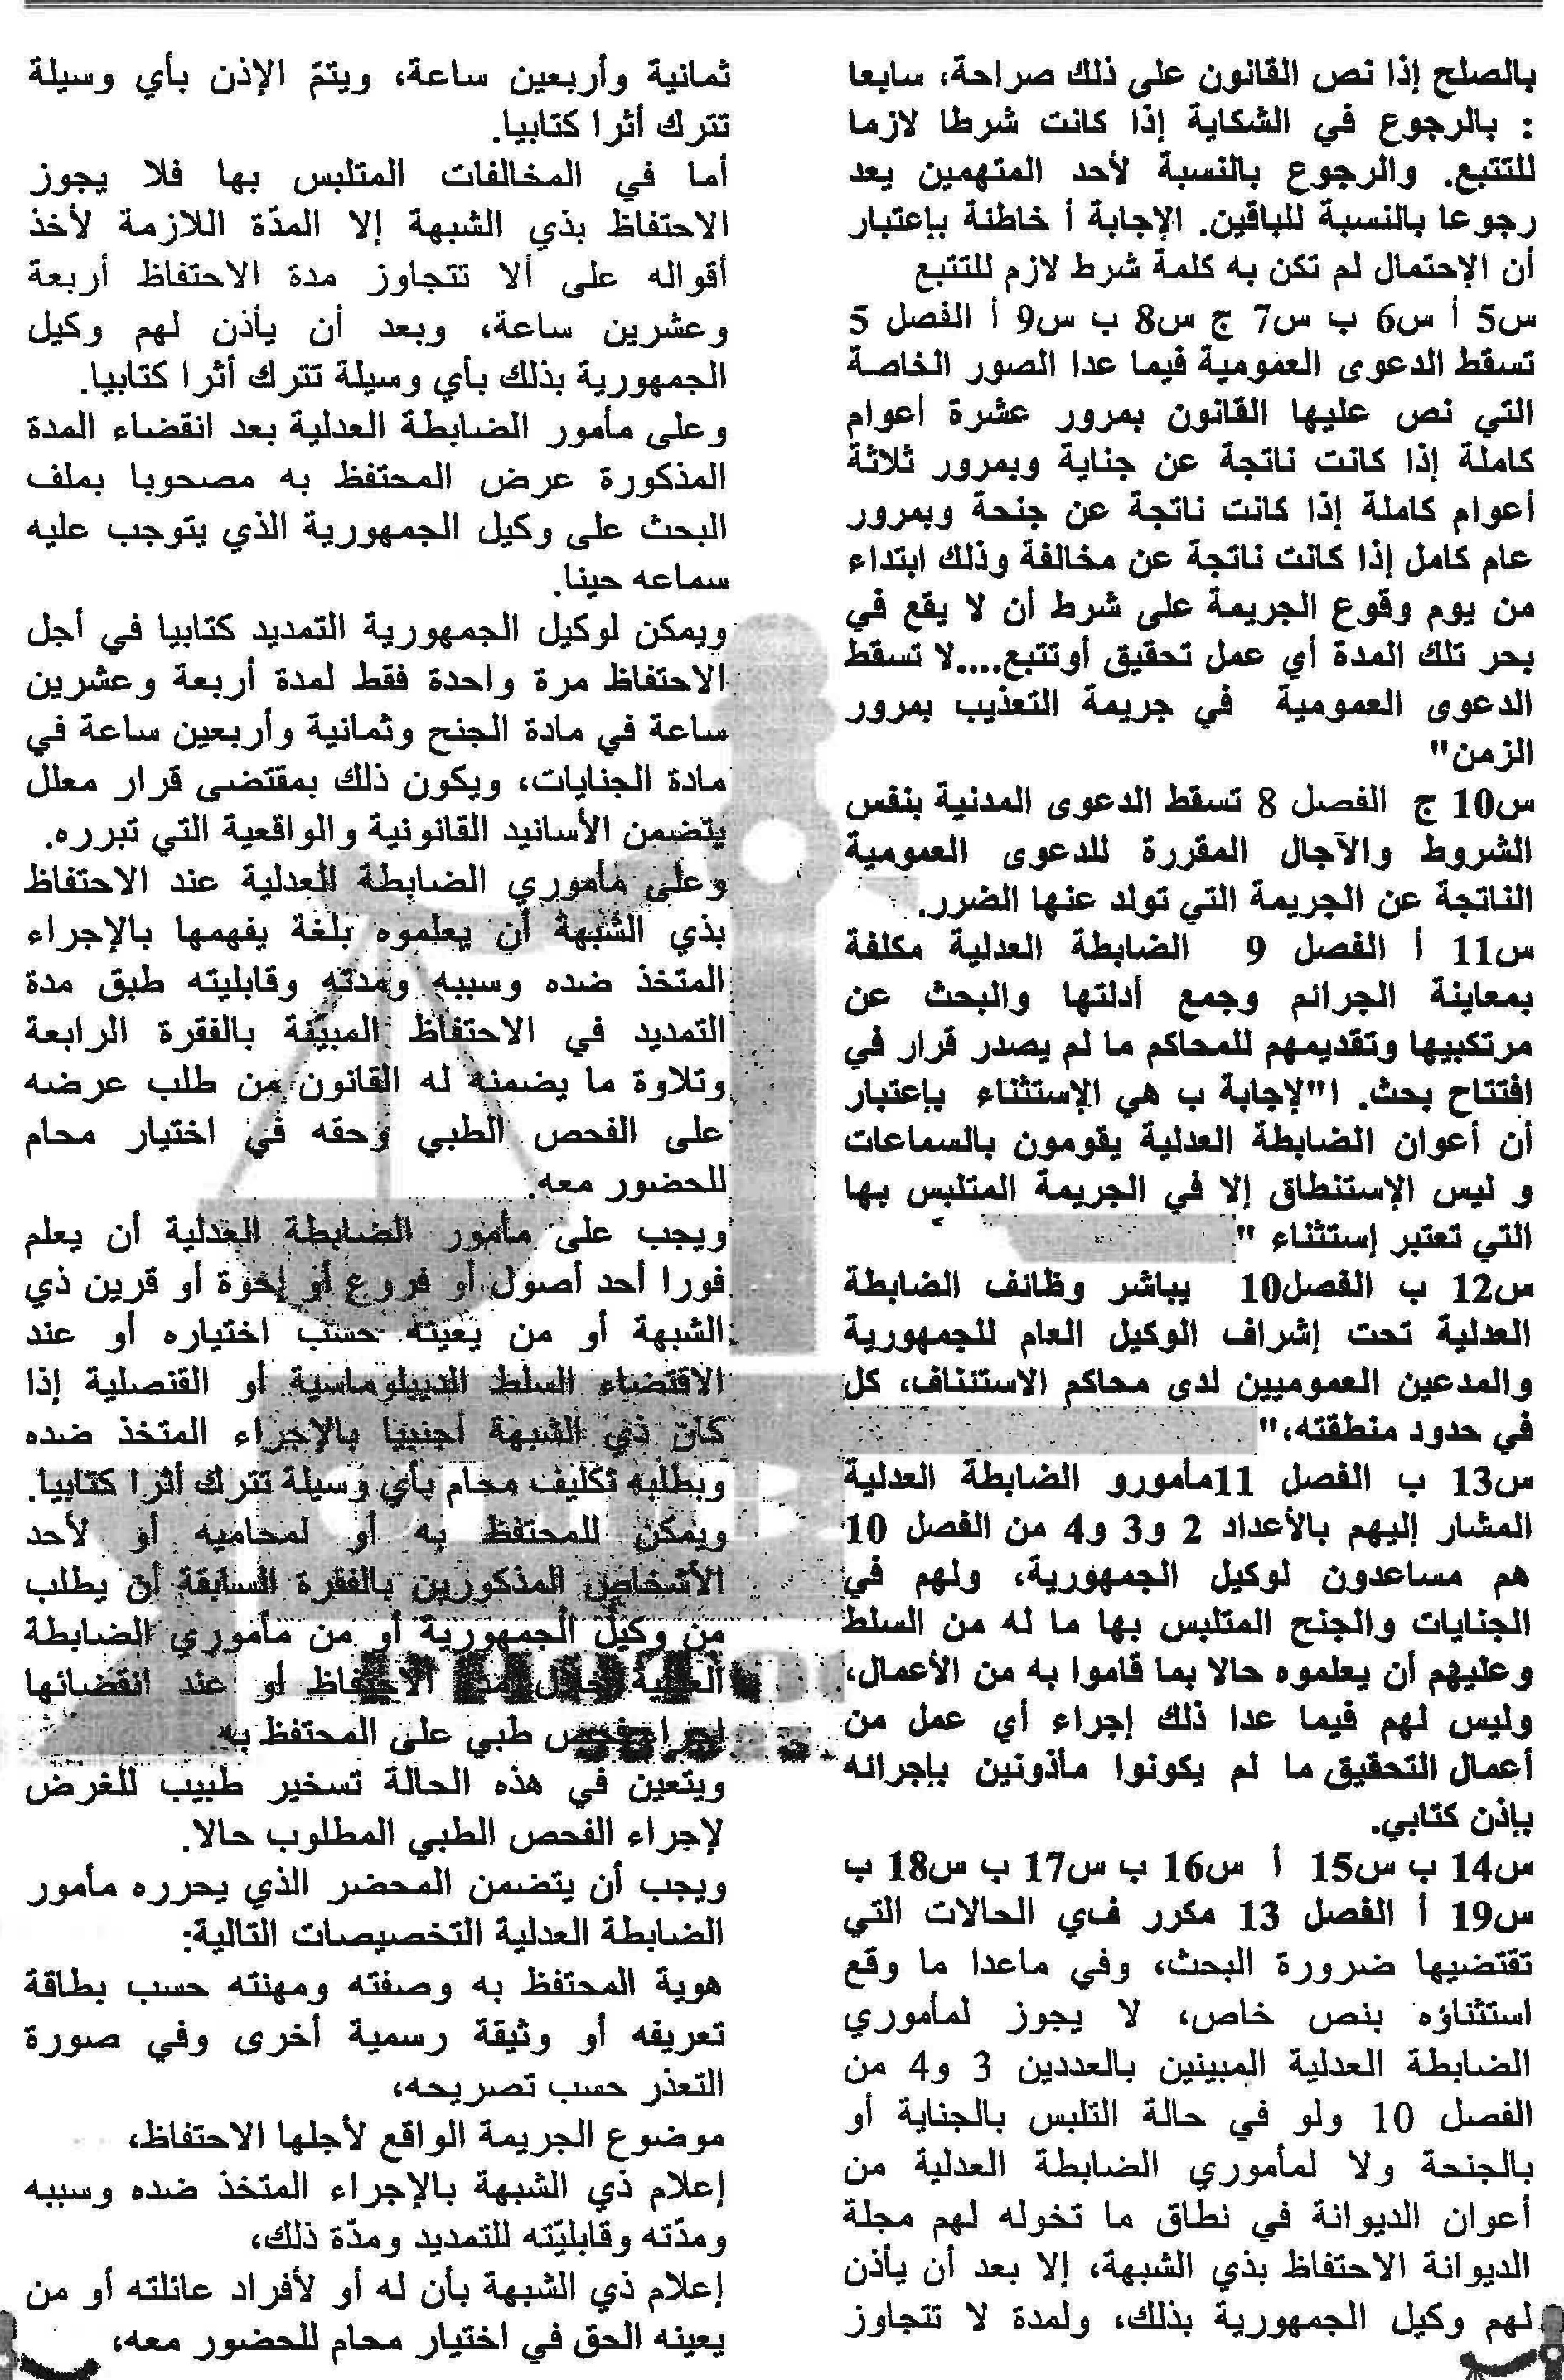 بالصلح إذا نص القانون على ذلك صراحة، سابعا
: بالرجوع في الشكاية إذا كانت شرطا لازما
للتتبع. والرجوع بالنسبة لأحد المتهمين يعد
رجوعا بالنسبة للباقين. الإجابة أ خاطئة بإعتبار
أن الإحتمال لم تكن به كلمة شرط لازم للتتبع
س5 أ س6 ب س7 ج س8 ب س9 أ الفصل 5
تسقط الدعوى العمومية فيما عدا الصور الخاصة
التي نص عليها القانون بمرور عشرة أعوام
كاملة إذا كانت ناتجة عن جناية وبمرور ثلاثة
أعوام كاملة إذا كانت ناتجة عن جنحة وبمرور
عام كامل إذا كانت ناتجة عن مخالفة وذلك ابتداء
من يوم وقوع الجريمة على شرط أن لا يقع في
بحر تلك المدة أي عمل تحقيق أوتتبع....لا تسقط
الدعوى العمومية في جريمة التعذيب بمرور
الزمن"
س10 ج الفصل 8 تسقط الدعوى المدنية بنفس
الشروط والآجال المقررة للدعوى العمومية
الناتجة عن الجريمة التي تولد عنها الضرر.
س11 أ الفصل 9 الضابطة العدلية مكلفة
بمعاينة الجرائم وجمع أدلتها والبحث عن
مرتكبيها وتقديمهم للمحاكم ما لم يصدر قرار في
افتتاح بحث. ا"لإجابة ب هي الإستثناء بإعتبار
أن أعوان الضابطة العدلية يقومون بالسماعات
و ليس الإستنطاق إلا في الجريمة المتلبس بها
التي تعتبر إستثناء "
س12 ب الفصل10 يباشر وظائف الضابطة
العدلية تحت إشراف الوكيل العام للجمهورية
والمدعين العموميين لدى محاكم الاستئناف، كل
في حدود منطقته،"
س13 ب الفصل 11مأمورو الضابطة العدلية
المشار إليهم بالأعداد 2 و3 و4 من الفصل 10
هم مساعدون لوكيل الجمهورية، ولهم في
الجنايات والجنح المتلبس بها ما له من السلط
وعليهم أن يعلموه حالا بما قاموا به من الأعمال،
وليس لهم فيما عدا ذلك إجراء أي عمل من
أعمال التحقيق ما لم يكونوا مأذونين بإجرائه
بإذن كتابي.
س14 ب س15 أ س16 ب س17 ب س18 ب
س19 أ الفصل 13 مكرر في الحالات التي
تقتضيها ضرورة البحث، وفي ماعدا ما وقع
استثناؤه بنص خاص، لا يجوز لمأموري
الضابطة العدلية المبينين بالعددين 3 و4 من
الفصل 10 ولو في حالة التلبس بالجناية أو
بالجنحة ولا لمأموري الضابطة العدلية من
أعوان الديوانة في نطاق ما تخوله لهم مجلة
الديوانة الاحتفاظ بذي الشبهة، إلا بعد أن يأذن
لهم وكيل الجمهورية بذلك، ولمدة لا تتجاوز
ثمانية وأربعين ساعة، ويتمّ الإذن بأي وسيلة
تترك أثرا كتابيا.
أما في المخالفات المتلبس بها فلا يجوز
الاحتفاظ بذي الشبهة إلا المدّة اللازمة لأخذ
أقواله على ألا تتجاوز مدة الاحتفاظ أربعة
وعشرين ساعة، وبعد أن يأذن لهم وكيل
الجمهورية بذلك بأي وسيلة تترك أثرا كتابيا.
وعلى مأمور الضابطة العدلية بعد انقضاء المدة
المذكورة عرض المحتفظ به مصحوبا بملف
البحث على وكيل الجمهورية الذي يتوجب عليه
سماعه حينا.
ويمكن لوكيل الجمهورية التمديد كتابيا في أجل
الاحتفاظ مرة واحدة فقط لمدة أربعة وعشرين
ساعة في مادة الجنح وثمانية وأربعين ساعة في
مادة الجنايات، ويكون ذلك بمقتضى قرار معلل
يتضمن الأسانيد القانونية والواقعية التي تبرره.
وعلى مأموري الضابطة العدلية عند الاحتفاظ
بذي الشبهة أن يعلموه بلغة يفهمها بالإجراء
المتخذ ضده وسببه ومدته وقابليته طبق مدة
التمديد في الاحتفاظ المبيّنة بالفقرة الرابعة
وتلاوة ما يضمنه له القانون من طلب عرضه
على الفحص الطبي وحقه في اختيار محام
للحضور معه.
ويجب على مأمور الضابطة العدلية أن يعلم
فورا أحد أصول أو فروع أو إخوة أو قرين ذي
الشبهة أو من يعينه حسب اختياره أو عند
الاقتضاء السلط الديبلوماسية أو القنصلية إذا
كان ذي الشبهة أجنبيا بالإجراء المتخذ ضده
وبطلبه تكليف محام بأي وسيلة تترك أثرا كتابيا.
ويمكن للمحتفظ به أو لمحاميه أو لأحد
الأشخاص المذكورين بالفقرة السابقة أن يطلب
من وكيل الجمهورية أو من مأموري الضابطة
العدلية خلال مدة الاحتفاظ أو عند انقضائها
إجراء فحص طبي على المحتفظ به.
ويتعين في هذه الحالة تسخير طبيب للغرض
لإجراء الفحص الطبي المطلوب حالا.
ويجب أن يتضمن المحضر الذي يحرره مأمور
الضابطة العدلية التخصيصات التالية:
هوية المحتفظ به وصفته ومهنته حسب بطاقة
تعريفه أو وثيقة رسمية أخرى وفي صورة
التعذر حسب تصريحه،
موضوع الجريمة الواقع لأجلها الاحتفاظ،
إعلام ذي الشبهة بالإجراء المتخذ ضده وسببه
ومدّته وقابليّته للتمديد ومدّة ذلك،
إعلام ذي الشبهة بأن له أو لأفراد عائلته أو من
يعينه الحق في اختيار محام للحضور معه،